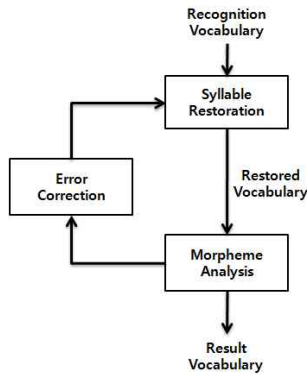 Recognition
Vocabulary
Syllable
Restoration
Error
Correction
Restored
Vocabulary
Morpheme
Analysis
Result
Vocabulary